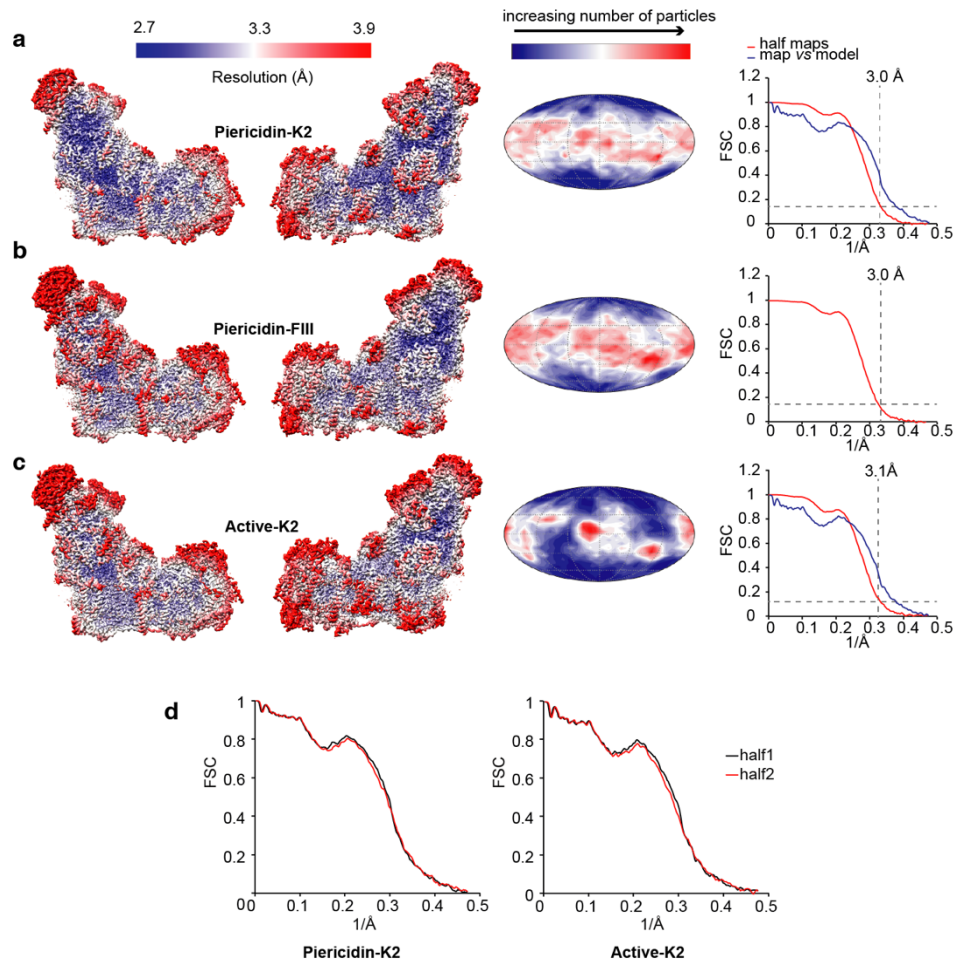 2.7 3.3 3.9
Resolution (Å)
increasing number of particles
half maps
map vs model
a
Piericidin-K2
3.0 Å
1.2
1
0.8
0.6
0.4
0.2
0
FSC
0 0.1 0.2 0.3 0.4 0.5
1/Å
b
Piericidin-FIII
3.0 Å
1.2
1
0.8
0.6
0.4
0.2
0
FSC
0 0.1 0.2 0.3 0.4 0.5
1/Å
c
Active-K2
3.1Å
1.2
1
0.8
0.6
0.4
0.2
0
FSC
0 0.1 0.2 0.3 0.4 0.5
1/Å
d
1
0.8
0.6
0.4
0.2
0
FSC
0 0.1 0.2 0.3 0.4 0.5
1/Å
Piericidin-K2
1
0.8
0.6
0.4
0.2
0
FSC
0 0.1 0.2 0.3 0.4 0.5
1/Å
Active-K2
half1
half2